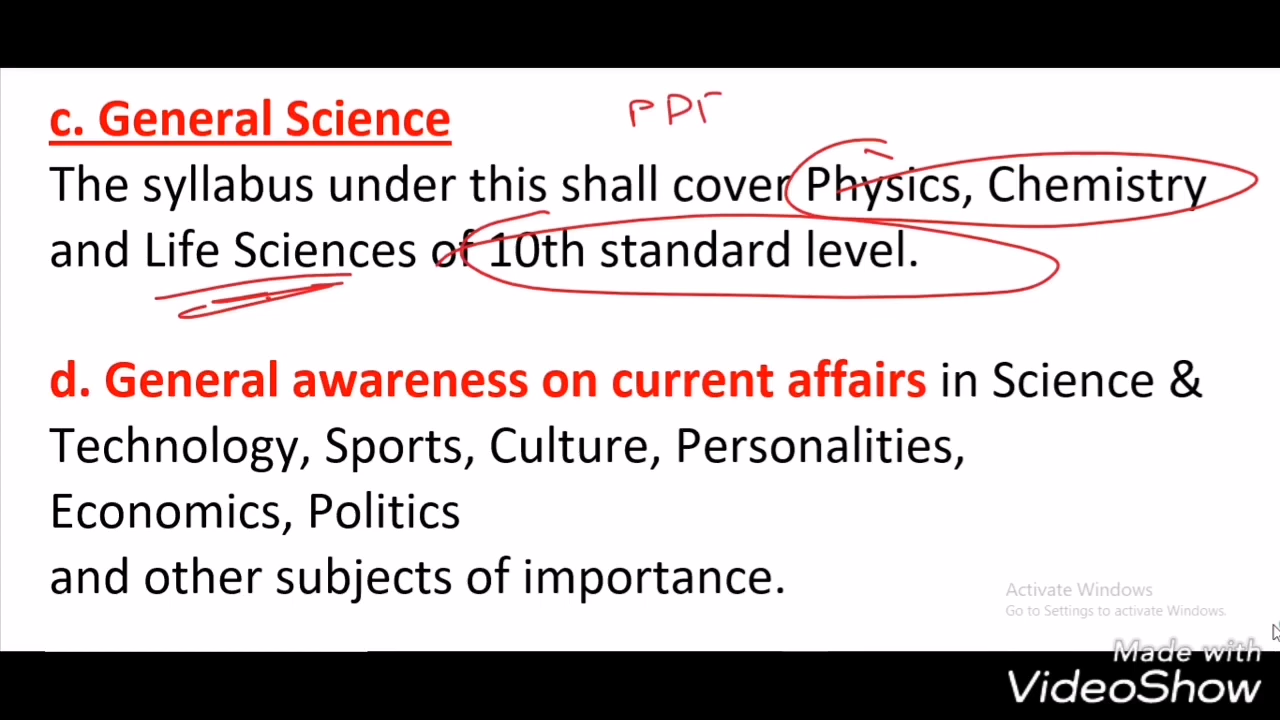 c. General Science
PDF
The syllabus under this shall cover Physics, Chemistry
and Life Sciences of 10th standard level.
d. General awareness on current affairs in Science &
Technology, Sports, Culture, Personalities,
Economics, Politics
and other subjects of importance.
Activate Windows
Go to Settings to activate Windows.
Made with
VideoShow